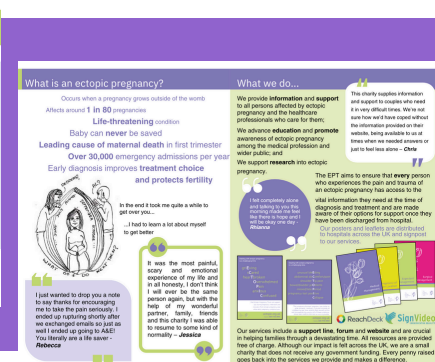 What is an ectopic pregnancy?
Occurs when a pregnancy grows outside of the womb
Affects around 1 in 80 pregnancies
Life-threatening condition
Baby can never be saved
Leading cause of maternal death in first trimester
Over 30,000 emergency admissions per year
Early diagnosis improves treatment choice
and protects fertility
In the end it took me quite a while to
get over you...
...I had to learn a lot about myself
to get better
I just wanted to drop you a note
to say thanks for encouraging
me to take the pain seriously. I
ended up rupturing shortly after
we exchanged emails so just as
well I ended up going to A&E!
You literally are a life saver -
Rebecca
It was the most painful,
scary and emotional
experience of my life and
in all honesty, I don't think
I will ever be the same
person again, but with the
help of my wonderful
partner, family, friends
and this charity I was able
to resume to some kind of
normality – Jessica
What we do...
We provide information and support
to all persons affected by ectopic
pregnancy and the healthcare
professionals who care for them;
We advance education and promote
awareness of ectopic pregnancy
among the medical profession and
wider public; and
We support research into ectopic
pregnancy.
This charity supplies information
and support to couples who need
it in very difficult times. We're not
sure how we'd have coped without
the information provided on their
website, being available to us at
times when we needed answers or
just to feel less alone – Chris
I felt completely alone
and talking to you this
morning made me feel
like there is hope and I
will be okay one day -
Rhianna
The EPT aims to ensure that every person
who experiences the pain and trauma of
an ectopic pregnancy has access to the
vital information they need at the time of
diagnosis and treatment and are made
aware of their options for support once they
have been discharged from hospital.
Our posters and leaflets are distributed
to hospitals across the UK and signpost
to our services.
ReachDeck
SignVideo
Our services include a support line, forum and website and are crucial
in helping families through a devastating time. All resources are provided
free of charge. Although our impact is felt across the UK, we are a small
charity that does not receive any government funding. Every penny raised
goes back into the services we provide and makes a difference.